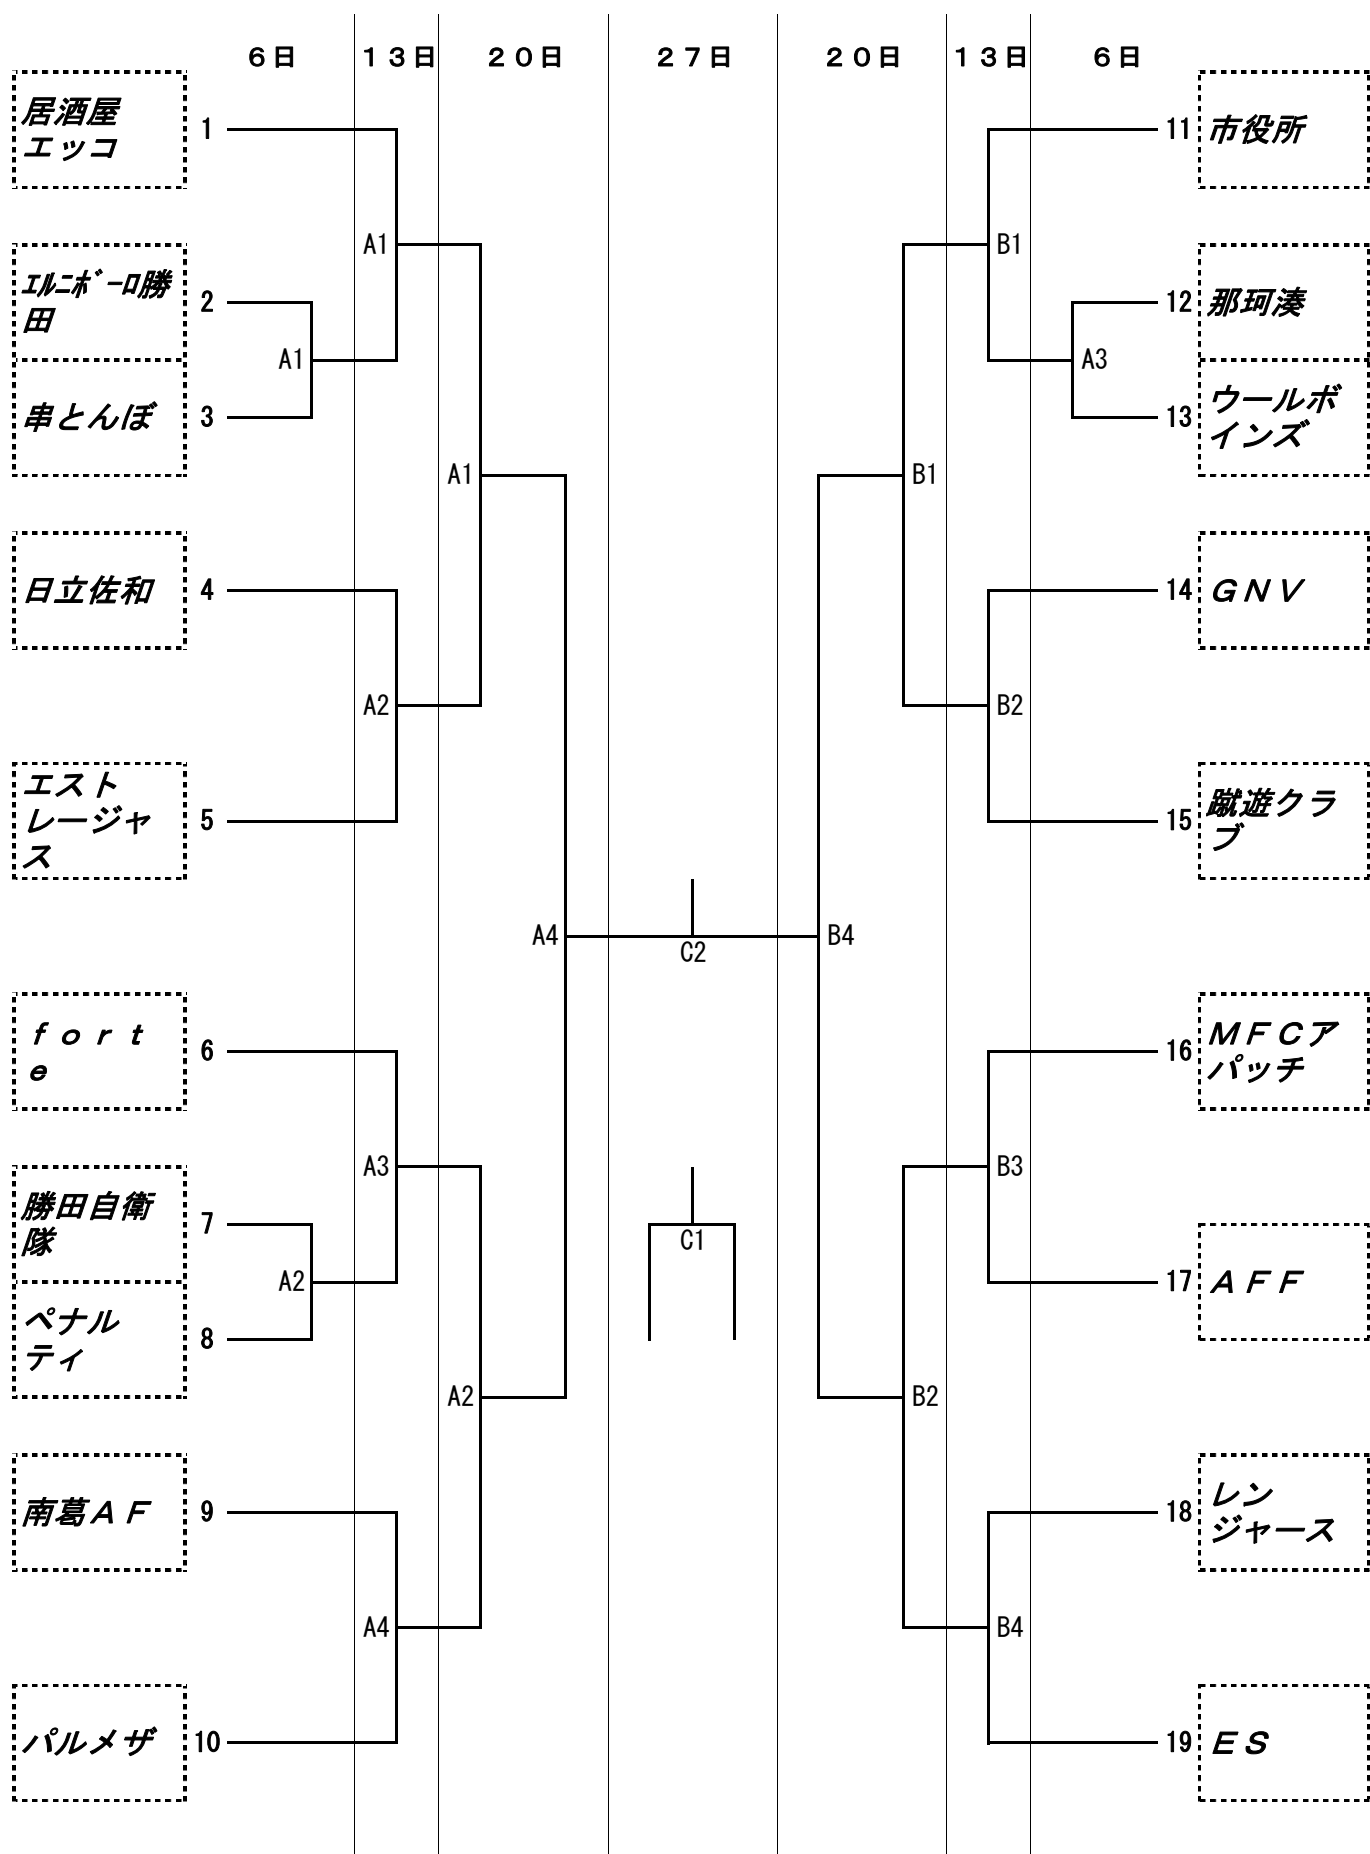 ６日 １３日 ２０日 ２７日 ２０日 １３日 ６日
居酒屋
エッコ
1
11
市役所
A1
B1
ｴﾙﾆﾎﾞｰﾛ勝
田
2
12
那珂湊
A1
A3
串とんぼ
3
13
ウールボ
インズ
A1
B1
日立佐和
4
14
ＧＮＶ
A2
B2
エスト
レージャ
ス
5
15
蹴遊クラ
ブ
A4
C2
B4
ｆｏｒｔ
ｅ
6
16
ＭＦＣア
パッチ
A3
B3
勝田自衛
隊
7
C1
A2
17
ＡＦＦ
ペナル
ティ
8
A2
B2
南葛ＡＦ
9
18
レン
ジャース
A4
B4
パルメザ
10
19
ＥＳ